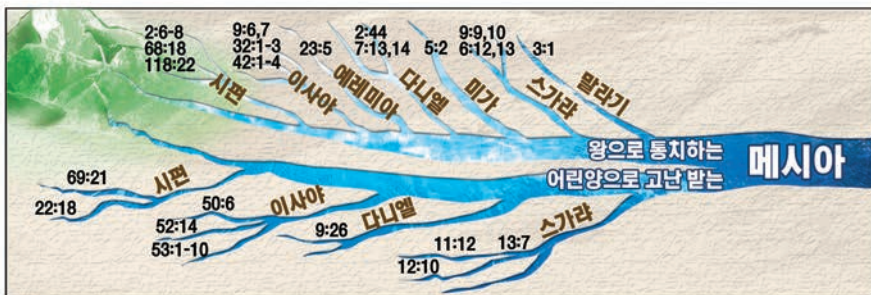 2:6-8
68:18
118:22
시편
9:6,7
32:1-3
42:1-4
이사야
23:5
예레미야
2:44
7:13,14
다니엘
5:2
미가
9:9,10
6:12,13
스가랴
3:1
말라기
왕으로 통치하는
어린양으로 고난 받는
메시아
69:21
22:18
시편
50:6
52:14
53:1-10
이사야
9:26
다니엘
11:12
13:7
12:10
스가랴